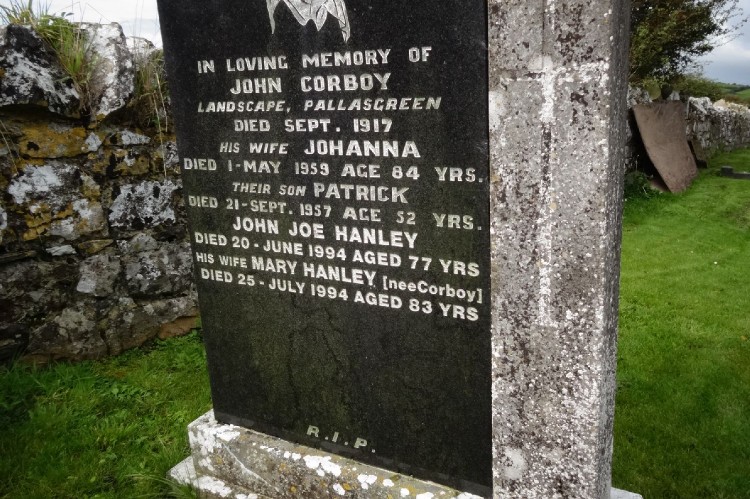 IN LOVING MEMORY OF
JOHN CORBOY
LANDSCAPE, PALLASGREEN
DIED SEPT. 1917
HIS WIFE JOHANNA
DIED 1-MAY 1959 AGE 84 YRS.
THEIR SON PATRICK
DIED 21-SEPT. 1957 AGE 52 YRS.
JOHN JOE HANLEY
DIED 20-JUNE 1994 AGED 77 YRS
HIS WIFE MARY HANLEY [neeCorboy]
DIED 25-JULY 1994 AGED 83 YRS
R.I.P.